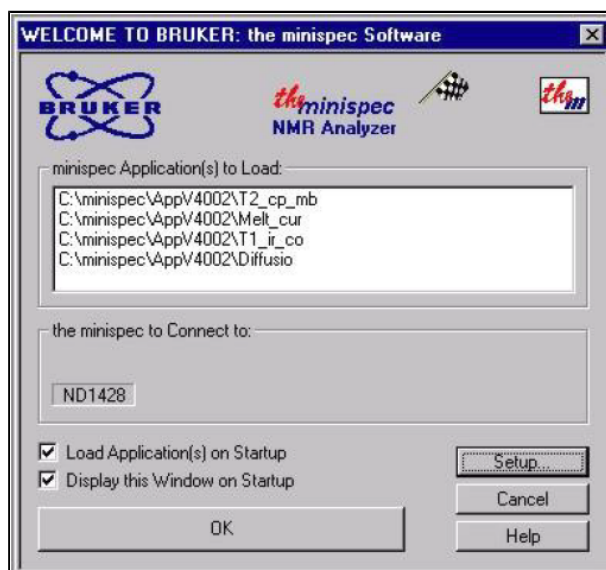 WELCOME TO BRUKER: the minispec Software
BRUKER
the minispec
NMR Analyzer
the m
minispec Application(s) to Load:
C:\minispec\AppV4002\T2_cp_mb
C:\minispec\AppV4002\Melt_cur
C:\minispec\AppV4002\T1_ir_co
C:\minispec\AppV4002\Diffusio
the minispec to Connect to:
ND1428
Load Application(s) on Startup
Display this Window on Startup
Setup...
Cancel
OK
Help